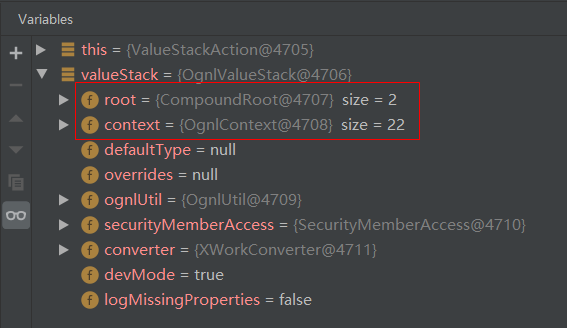 Variables
this = {ValueStackAction@4705}
valueStack = {OgnlValueStack@4706}
f root = {CompoundRoot@4707} size = 2
f context = {OgnlContext@4708} size = 22
f defaultType = null
f overrides = null
f ognlUtil = {OgnlUtil@4709}
f securityMemberAccess = {SecurityMemberAccess@4710}
f converter = {XWorkConverter@4711}
f devMode = true
f logMissingProperties = false